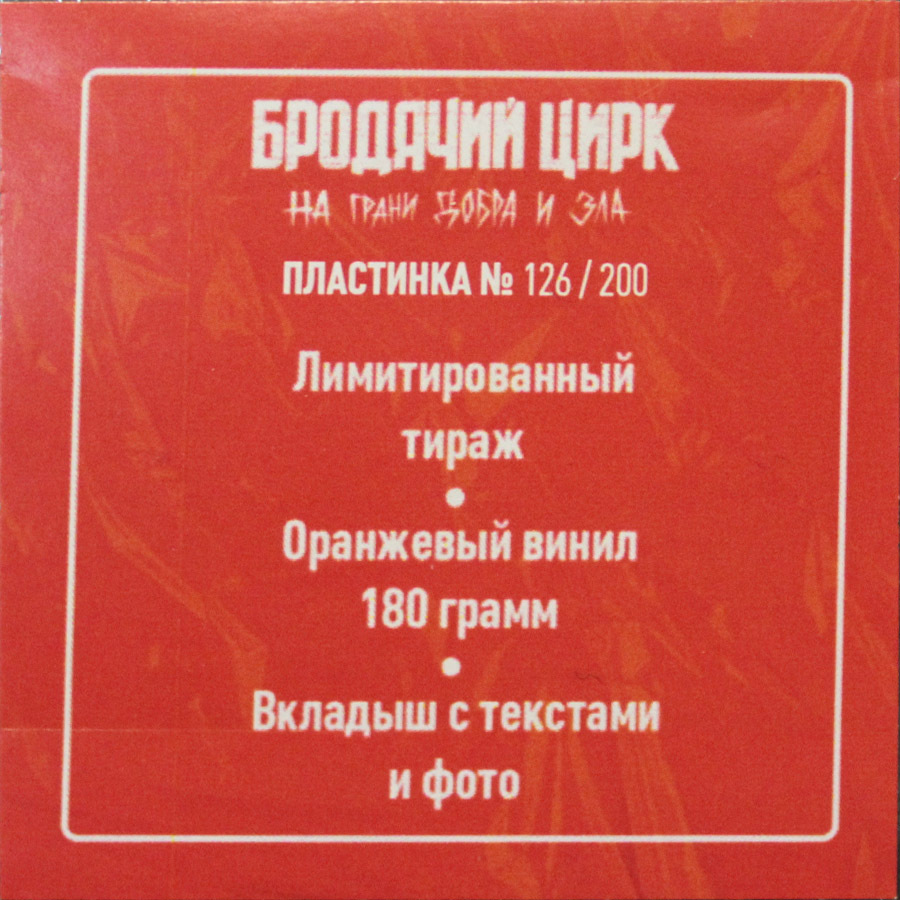 БРОДЯЧИЙ ЦИРК
НА ГРАНИ ДОБРА И ЗЛА
ПЛАСТИНКА № 126 / 200
Лимитированный
тираж
•
Оранжевый винил
180 грамм
•
Вкладыш с текстами
и фото